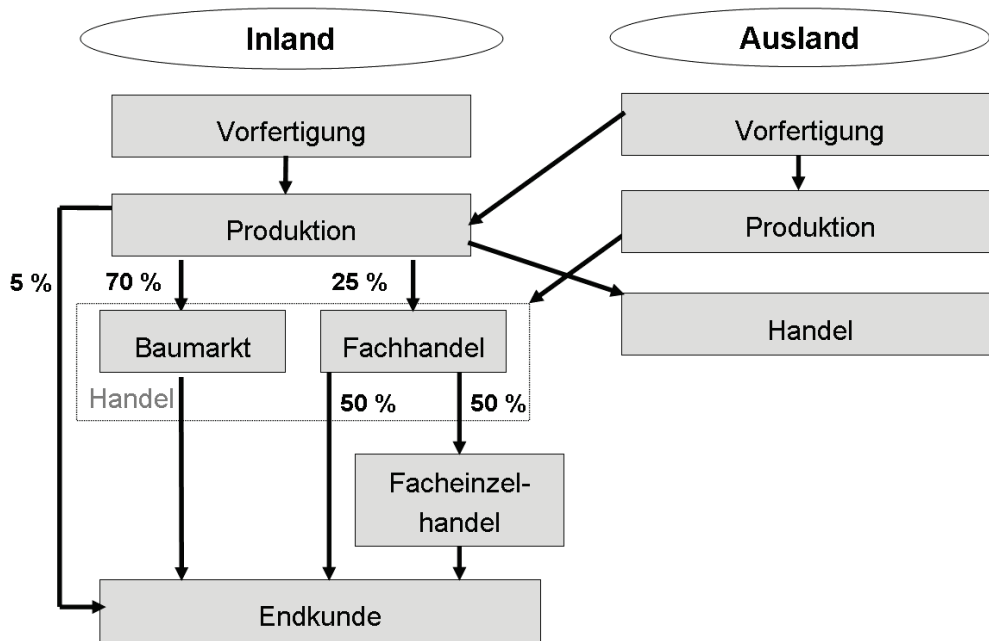 Inland
Ausland
Vorfertigung
Vorfertigung
Produktion
Produktion
5 %
70 %
25 %
Handel
Baumarkt
Fachhandel
Handel
50 %
50 %
Facheinzel-
handel
Endkunde